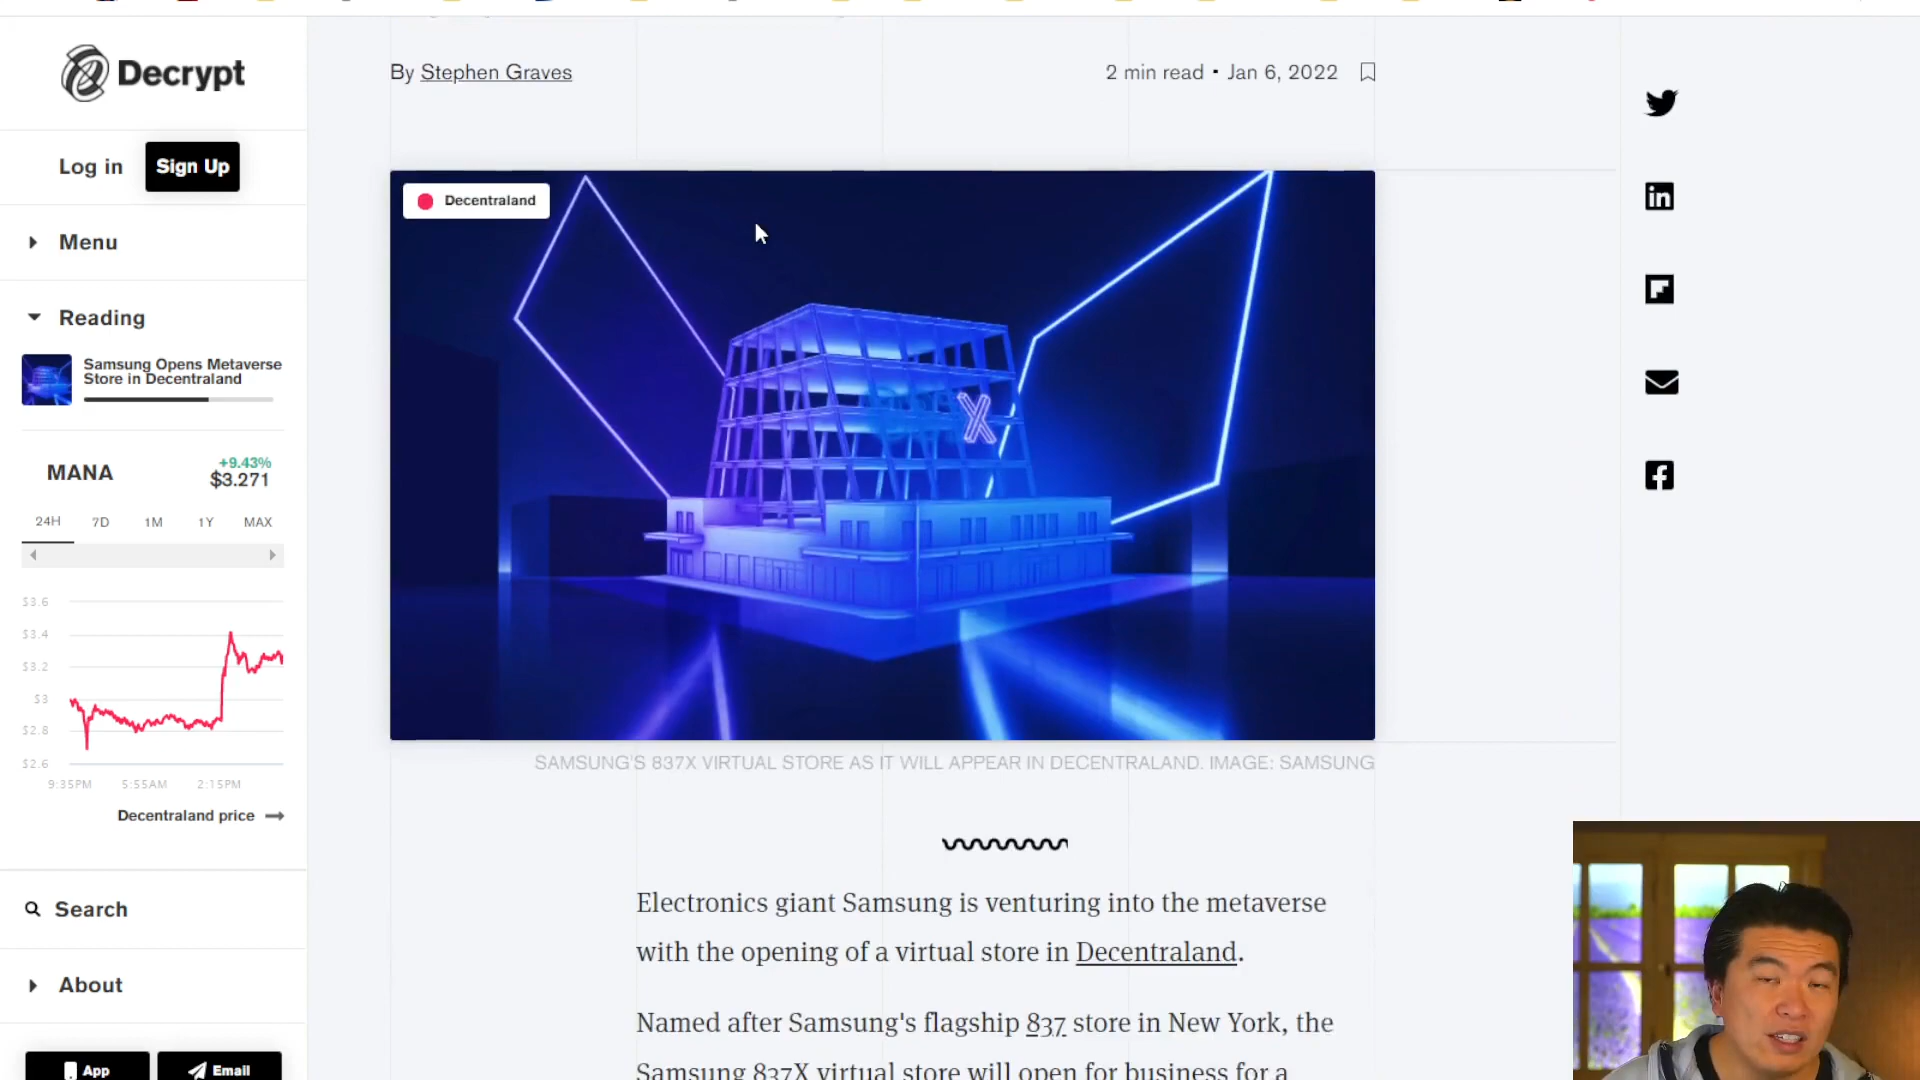 Decrypt
By Stephen Graves
2 min read • Jan 6, 2022
Log in
Sign Up
Menu
Reading
Samsung Opens Metaverse
Store in Decentraland
MANA
+9.43%
$3.271
24H 7D 1M 1Y MAX
$3.6
$3.4
$3.2
$3
$2.8
$2.6
9:35PM 5:55AM 2:15PM
Decentraland price
Search
About
App
Email
Decentraland
X
SAMSUNG'S 837X VIRTUAL STORE AS IT WILL APPEAR IN DECENTRALAND. IMAGE: SAMSUNG
Electronics giant Samsung is venturing into the metaverse
with the opening of a virtual store in Decentraland.
Named after Samsung's flagship 837 store in New York, the
Samsung 837X virtual store will open for business for a